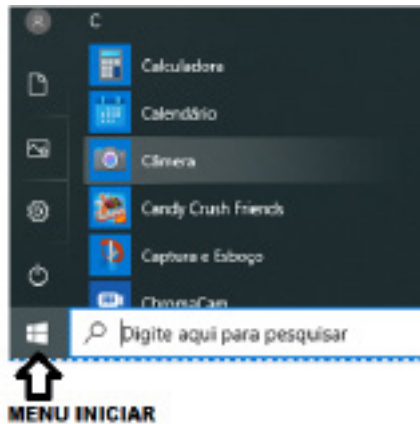 C
Calculadora
Calendário
Câmera
Candy Crush Friends
Captura e Esboço
ChromaCam
Digite aqui para pesquisar
MENU INICIAR